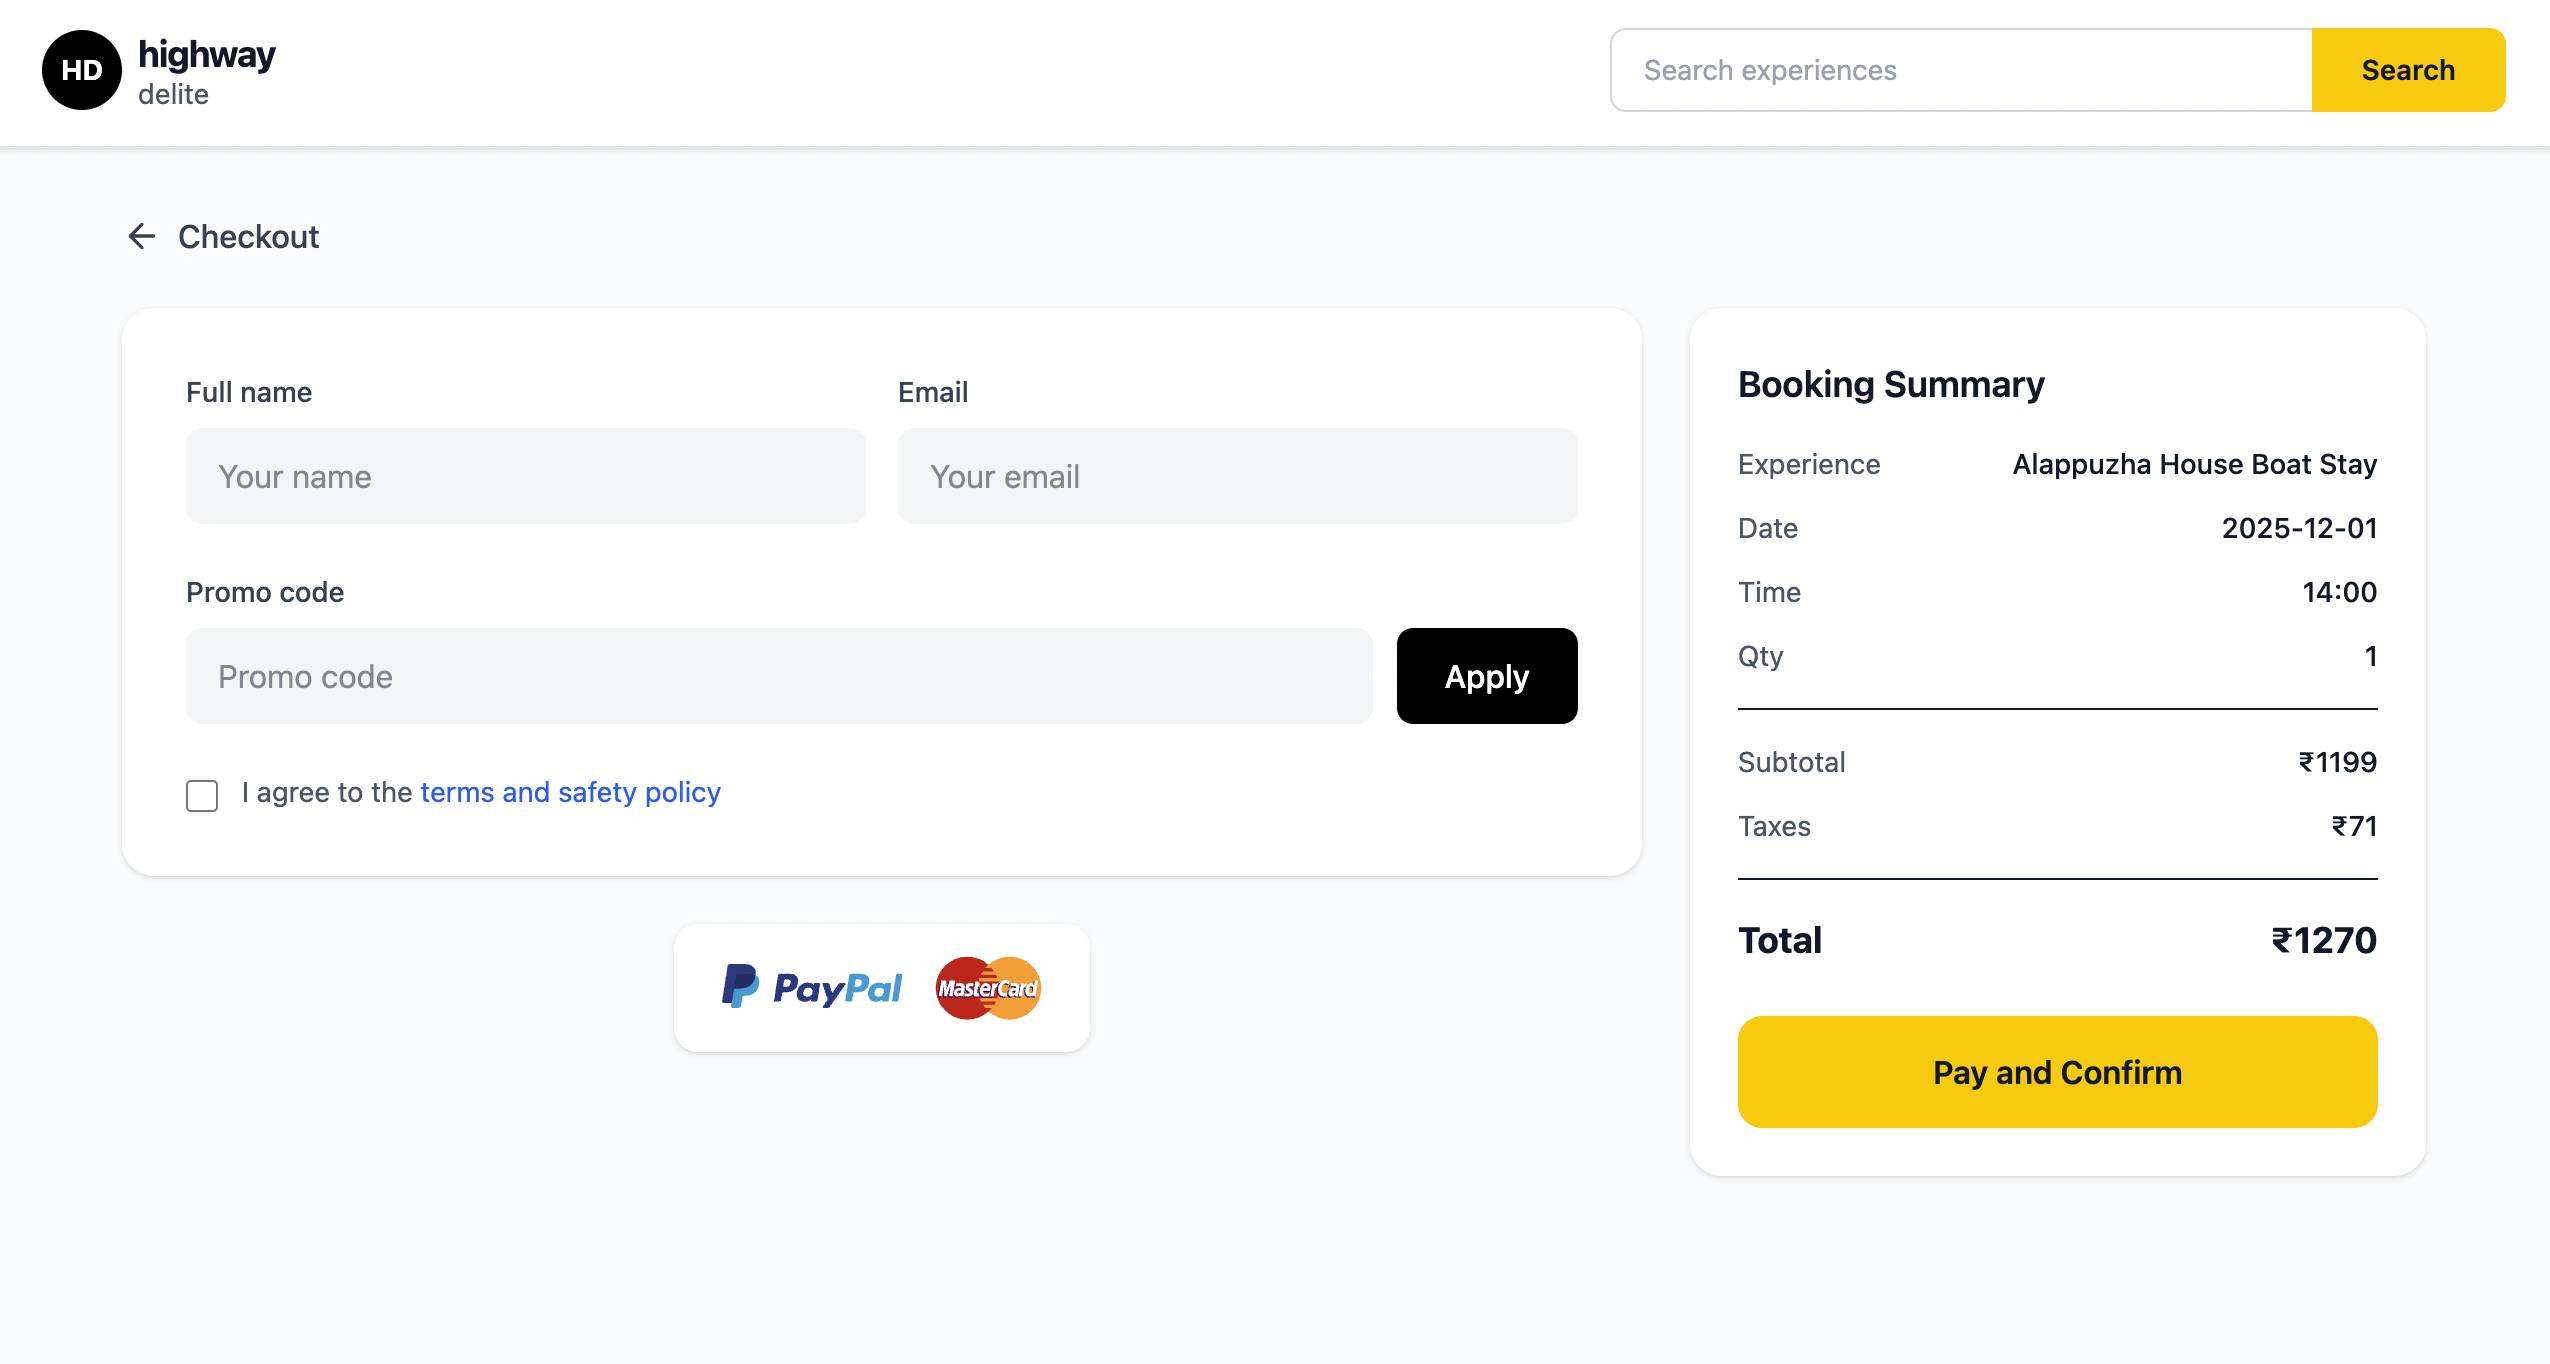 HD
highway
delite
Search experiences
Search
Checkout
Full name
Email
Your name
Your email
Promo code
Promo code
Apply
I agree to the terms and safety policy
PayPal
MasterCard
Booking Summary
Experience Alappuzha House Boat Stay
Date 2025-12-01
Time 14:00
Qty 1
Subtotal ₹1199
Taxes ₹71
Total ₹1270
Pay and Confirm